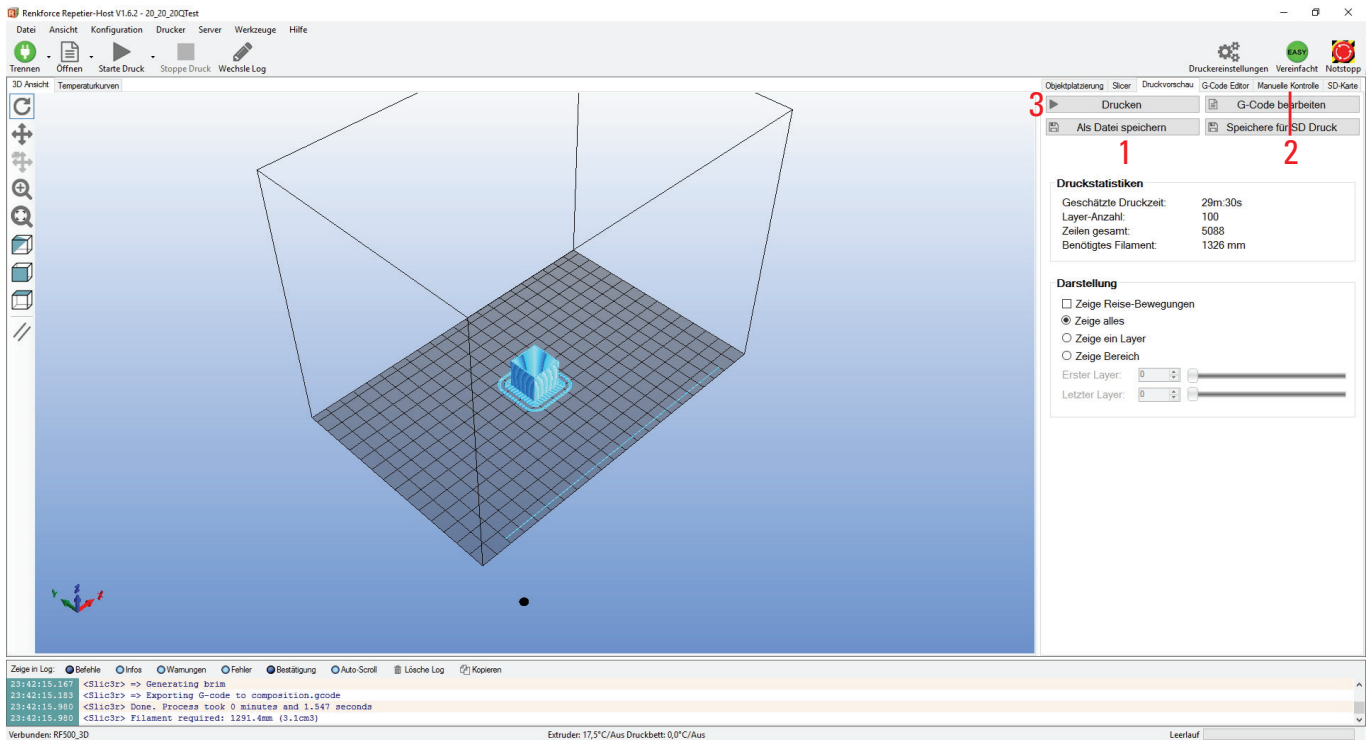 Renkforce Repetier-Host V1.6.2 - 20_20_20QTest
Datei Ansicht Konfiguration Drucker Server Werkzeuge Hilfe
Trennen Öffnen Starte Druck Stoppe Druck Wechsle Log
Druckereinstellungen EASY Vereinfacht Notstopp
3D Ansicht Temperaturkurven
Objektplatzierung Slicer Druckvorschau G-Code Editor Manuelle Kontrolle SD-Karte
3 Drucken G-Code bearbeiten
Als Datei speichern Speichere für SD Druck
1 2
Druckstatistiken
Geschätzte Druckzeit: 29m:30s
Layer-Anzahl: 100
Zeilen gesamt: 5088
Benötigtes Filament: 1326 mm
Darstellung
Zeige Reise-Bewegungen
Zeige alles
Zeige ein Layer
Zeige Bereich
Erster Layer: 0
Letzter Layer: 0
Y Z X
Zeige in Log: Befehle Infos Warnungen Fehler Bestätigung Auto-Scroll Lösche Log Kopieren
23:42:15.167 <Slic3r> => Generating brim
23:42:15.183 <Slic3r> => Exporting G-code to composition.gcode
23:42:15.980 <Slic3r> Done. Process took 0 minutes and 1.547 seconds
23:42:15.980 <Slic3r> Filament required: 1291.4mm (3.1cm3)
Verbunden: RF500_3D Extruder: 17,5°C/Aus Druckbett: 0,0°C/Aus Leerlauf